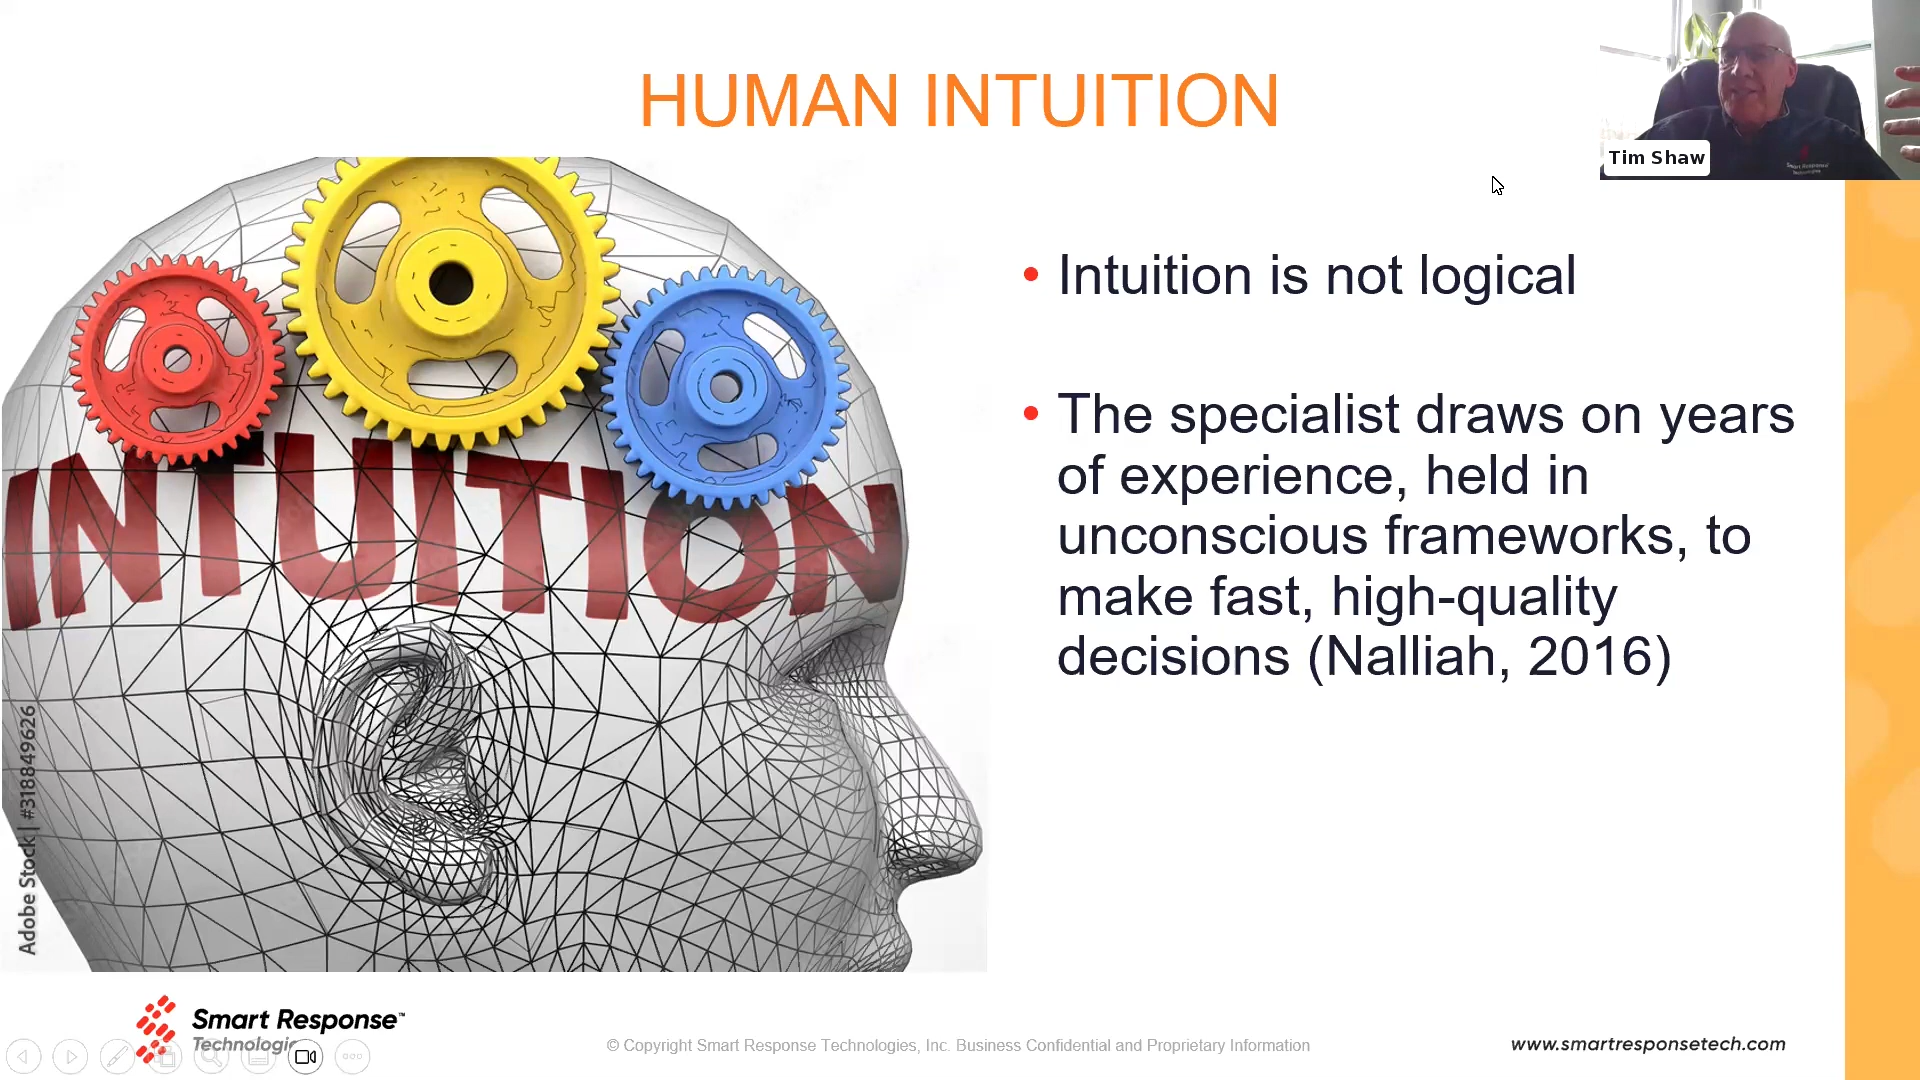 HUMAN INTUITION
Tim Shaw
• Intuition is not logical
• The specialist draws on years
of experience, held in
unconscious frameworks, to
make fast, high-quality
decisions (Nalliah, 2016)
INTUITION
Adobe Stock | #318849626
Smart Response™
© Copyright Smart Response Technologies, Inc. Business Confidential and Proprietary Information
www.smartresponsetech.com